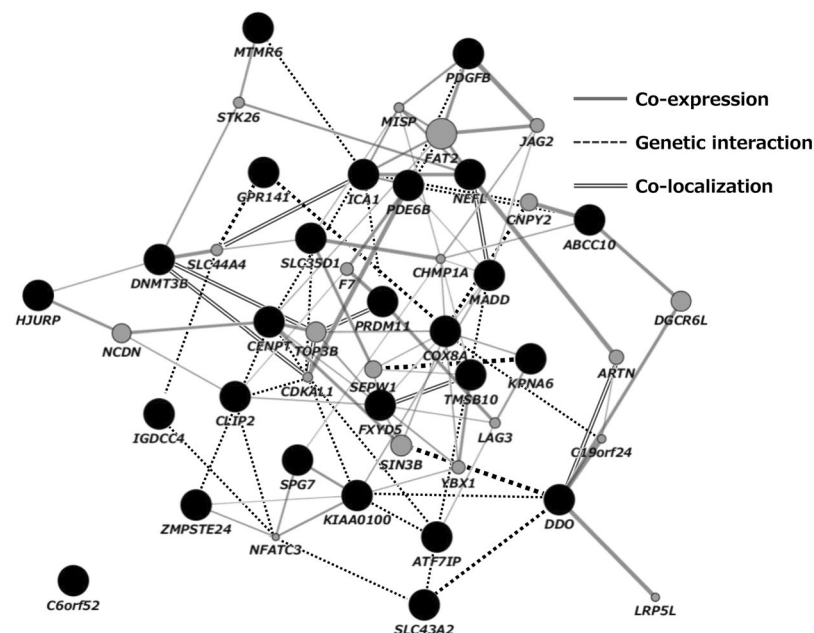 MTMR6
PDGFB
Co-expression
STK26
MISP
JAG2
Genetic interaction
FAT2
GPR141
ICA1
PDE6B
NEFL
Co-localization
CNPY2
ABCC10
SLC35D1
SLC44A4
DNMT3B
F7
CHMP1A
MADD
HJURP
DGCR6L
PRDM11
NCDN
CENPT
TOP3B
COX8A
ARTN
CDKAL1
SEPW1
TMSB10
KPNA6
CLIP2
IGDCC4
FXYD5
LAG3
C19orf24
SIN3B
SPG7
YBX1
ZMPSTE24
KIAA0100
DDO
NFATC3
ATF7IP
C6orf52
LRP5L
SLC43A2